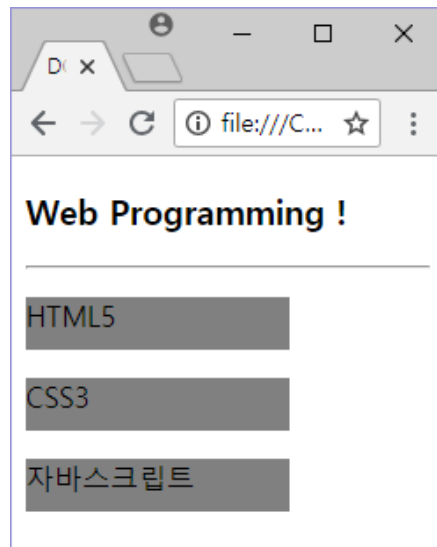 D
file:///C...
Web Programming !
HTML5
CSS3
자바스크립트